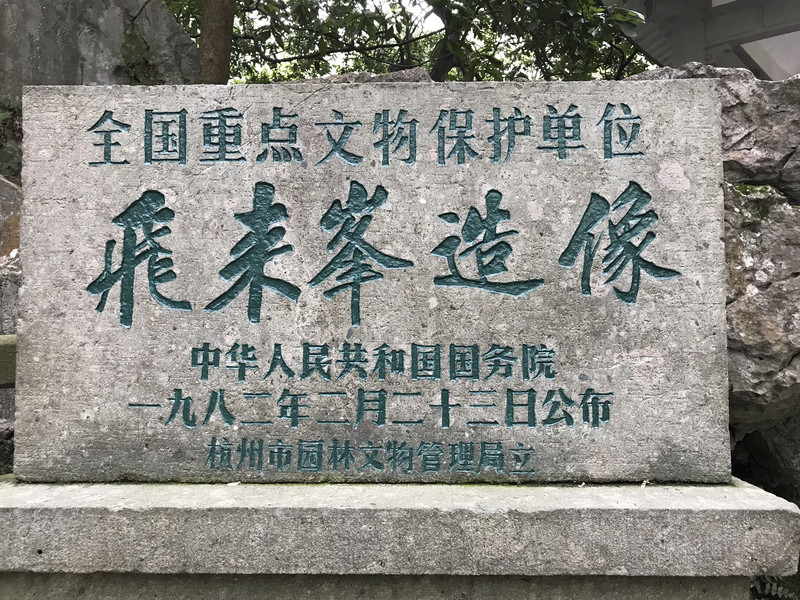 全国重点文物保护单位
飛来峯造像
中华人民共和国国务院
一九八二年二月二十三日公布
杭州市园林文物管理局立